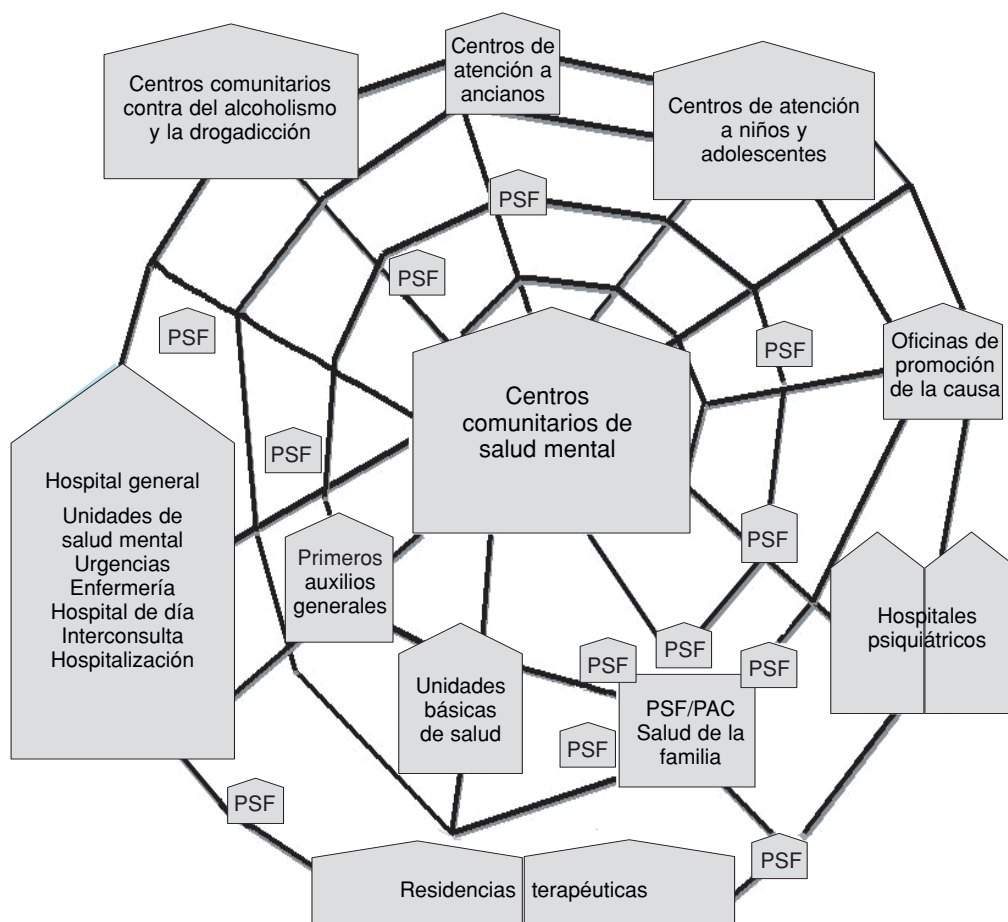 Centros comunitarios
contra del alcoholismo
y la drogadicción
Centros de
atención a
ancianos
Centros de atención
a niños y
adolescentes
PSF
PSF
PSF
PSF
Oficinas de
promoción
de la causa
Centros
comunitarios de
salud mental
PSF
Hospital general
Unidades de
salud mental
Urgencias
Enfermería
Hospital de día
Interconsulta
Hospitalización
Primeros
auxilios
generales
PSF
Hospitales
psiquiátricos
PSF
PSF
PSF
Unidades
básicas
de salud
PSF/PAC
Salud de la
familia
PSF
PSF
PSF
Residencias terapéuticas